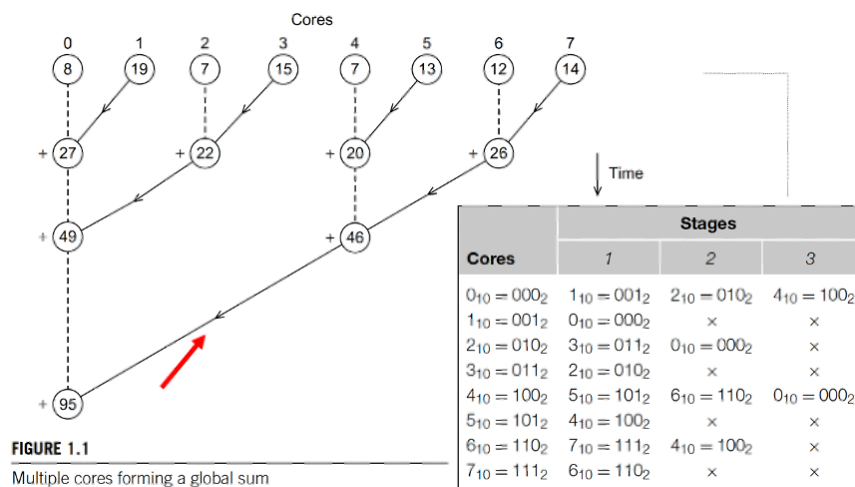 Cores
0 1 2 3 4 5 6 7
8 19 7 15 7 13 12 14
+ 27 + 22 + 20 + 26
Time
+ 49 + 46
+ 95
Stages
Cores 1 2 3
0₁₀ = 000₂ 1₁₀ = 001₂ 2₁₀ = 010₂ 4₁₀ = 100₂
1₁₀ = 001₂ 0₁₀ = 000₂ × ×
2₁₀ = 010₂ 3₁₀ = 011₂ 0₁₀ = 000₂ ×
3₁₀ = 011₂ 2₁₀ = 010₂ × ×
4₁₀ = 100₂ 5₁₀ = 101₂ 6₁₀ = 110₂ 0₁₀ = 000₂
5₁₀ = 101₂ 4₁₀ = 100₂ × ×
6₁₀ = 110₂ 7₁₀ = 111₂ 4₁₀ = 100₂ ×
7₁₀ = 111₂ 6₁₀ = 110₂ × ×
FIGURE 1.1
Multiple cores forming a global sum